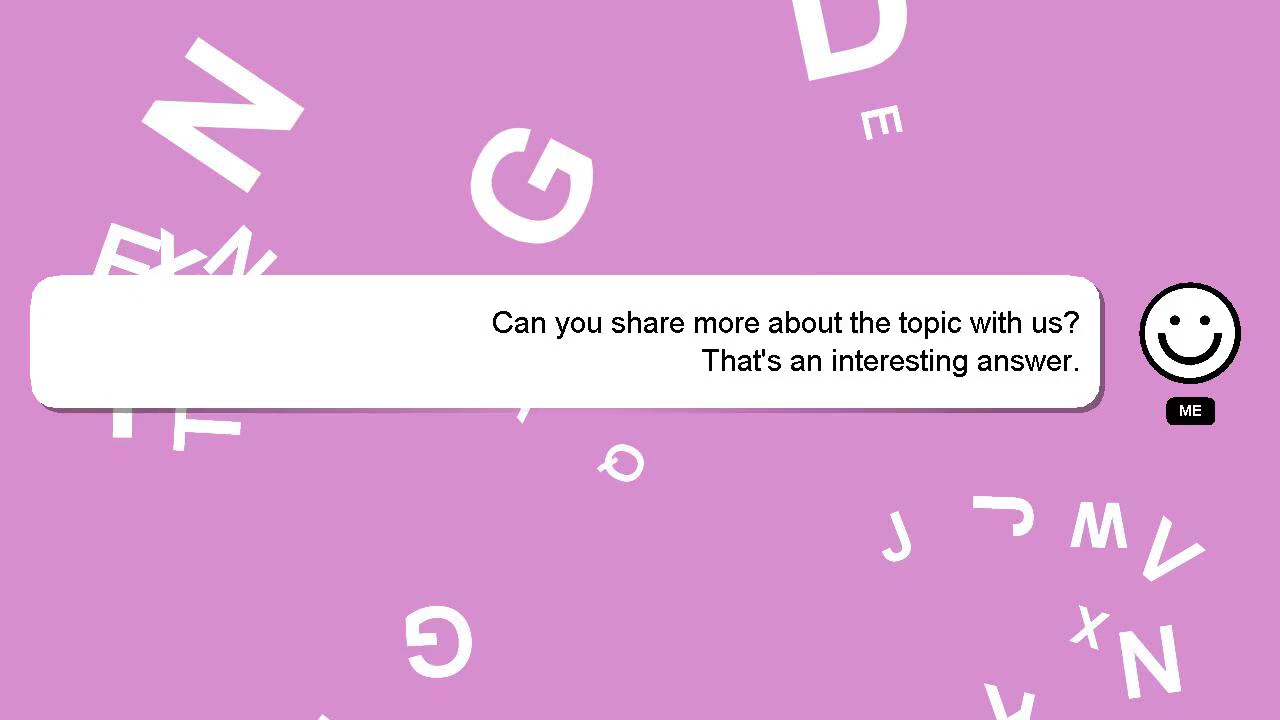 Can you share more about the topic with us?
That's an interesting answer.
ME
N
G
D
E
E
X
N
T
Q
J
J
W
V
G
X
N